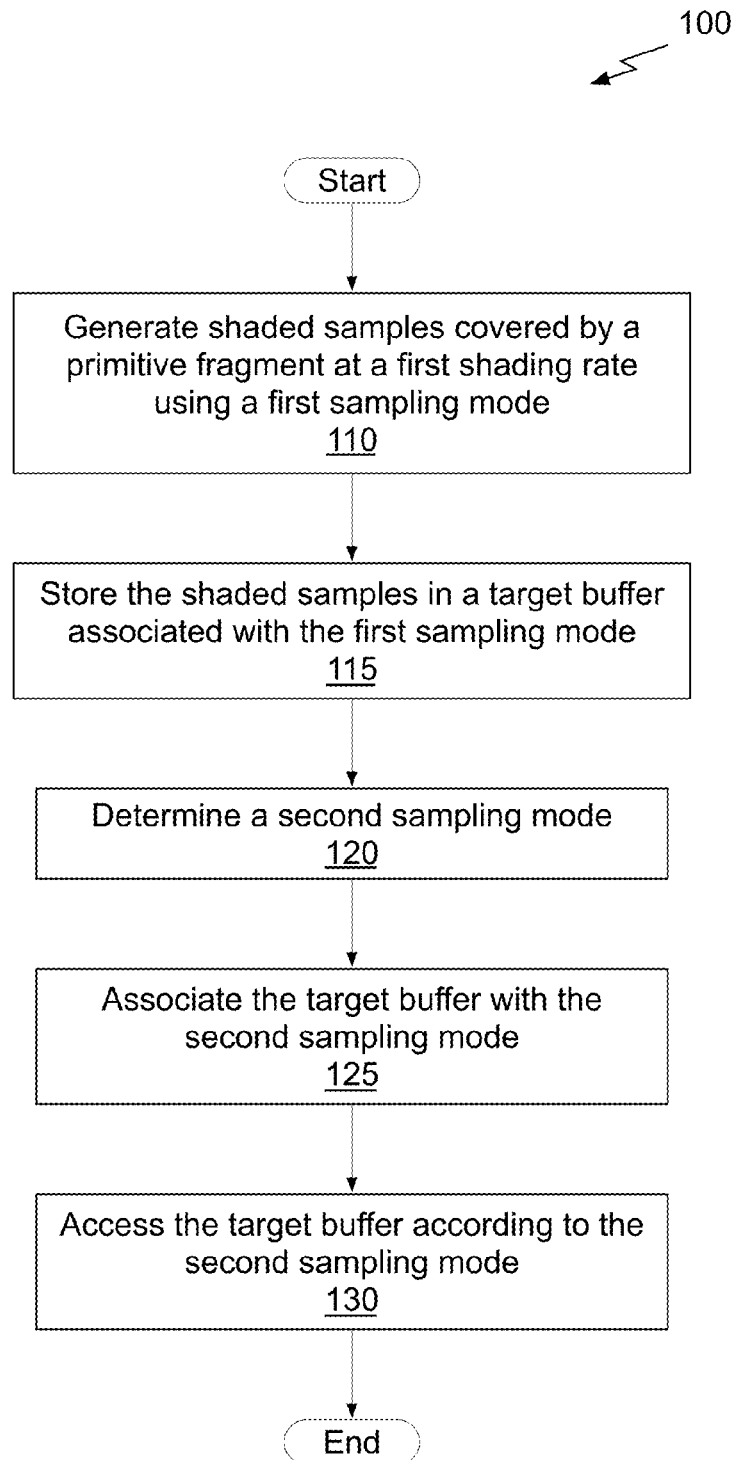 100
Start
Generate shaded samples covered by a
primitive fragment at a first shading rate
using a first sampling mode
110
Store the shaded samples in a target buffer
associated with the first sampling mode
115
Determine a second sampling mode
120
Associate the target buffer with the
second sampling mode
125
Access the target buffer according to the
second sampling mode
130
End